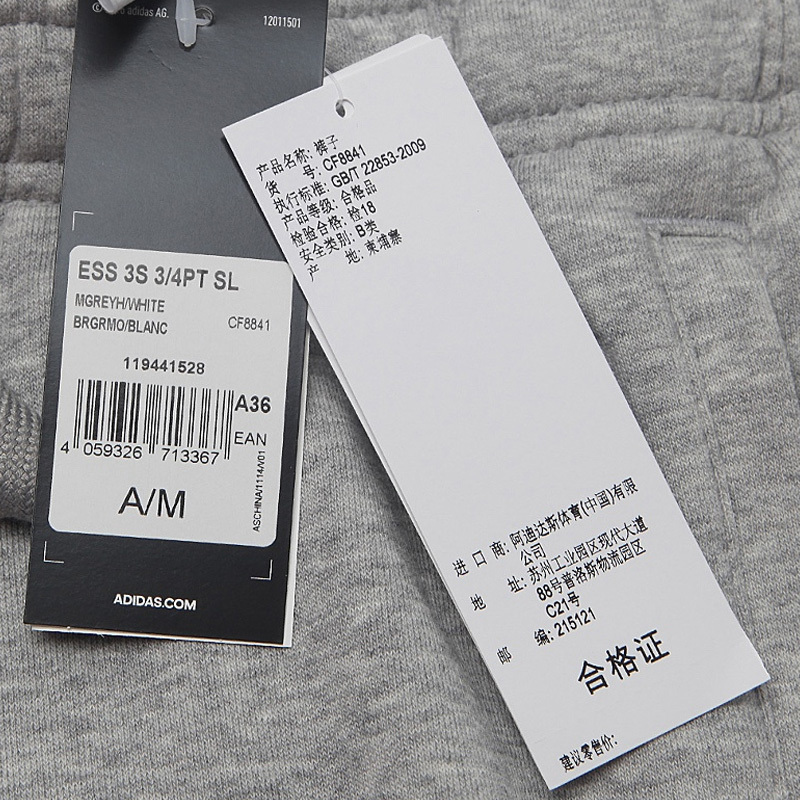 adidas AG.
12011501
ESS 3S 3/4PT SL
MGREYH/WHITE
BRGRMO/BLANC CF8841
119441528
A36
EAN
4 059326 713367
A/M
ASCHINA/1114/V01
ADIDAS.COM
产品名称: 裤子
货 号: CF8841
执行标准: GB/T 22853-2009
产品等级: 合格品
检验合格: 检18
安全类别: B类
产 地: 柬埔寨
进 口 商: 阿迪达斯体育(中国)有限
公司
地 址: 苏州工业园区现代大道
88号普洛斯物流园区
C21号
邮 编: 215121
合格证
建议零售价: